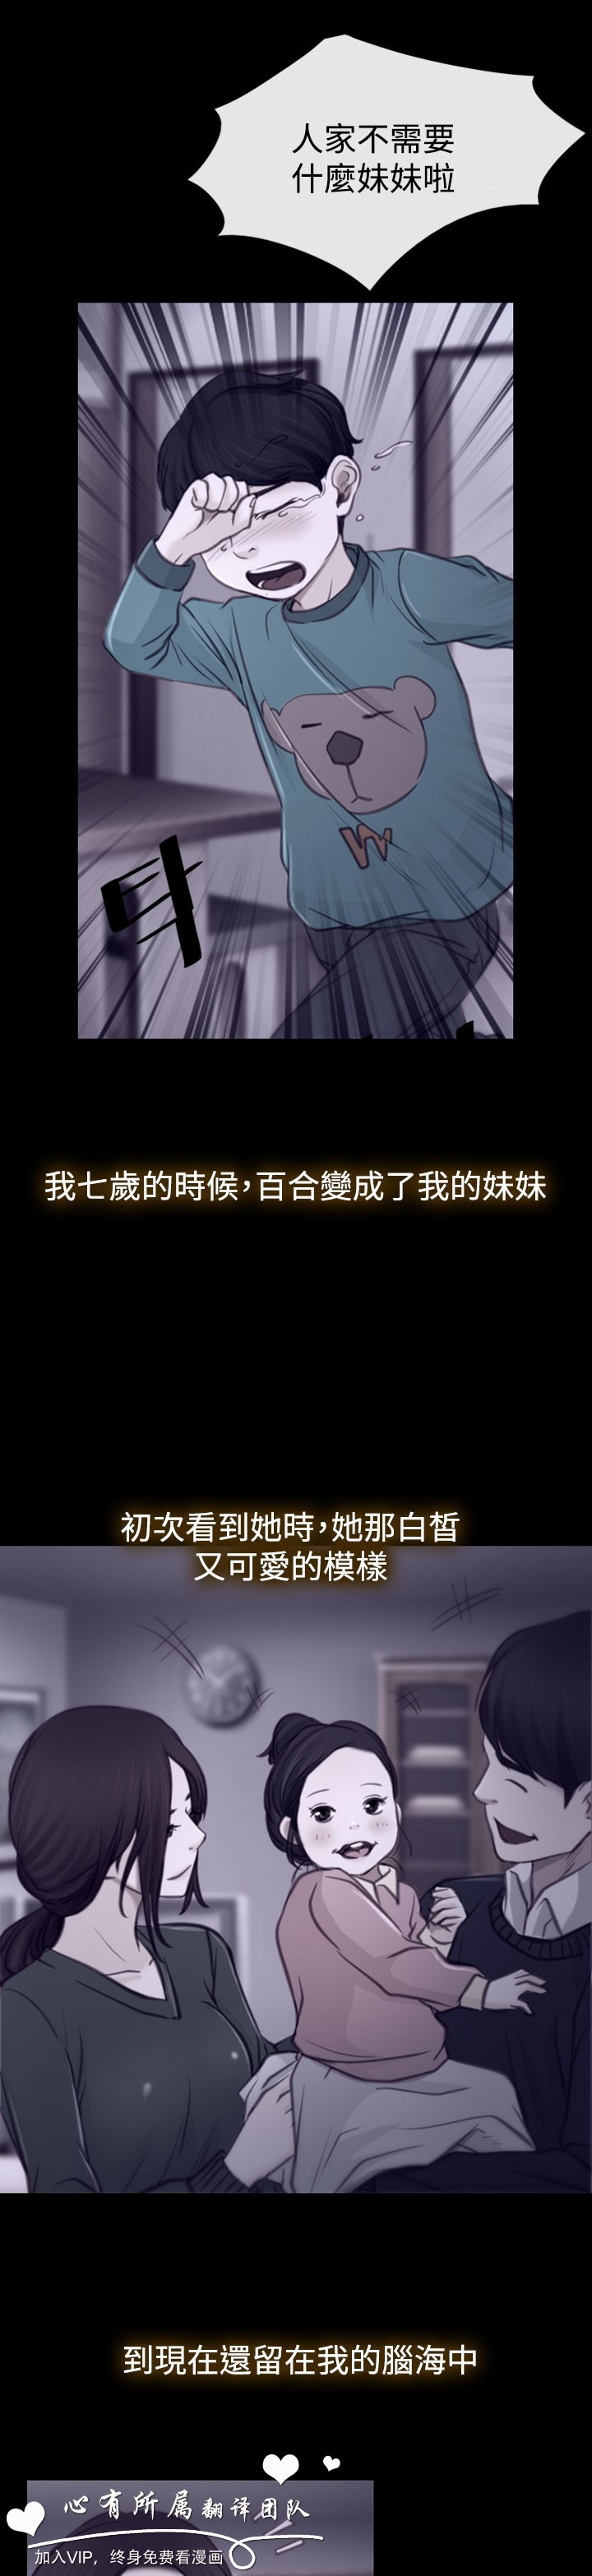 人家不需要
什麼妹妹啦
타
我七歲的時候，百合變成了我的妹妹
初次看到她時，她那白皙
又可愛的模樣
到現在還留在我的腦海中
心有所属翻译团队
加入VIP，终身免费看漫画